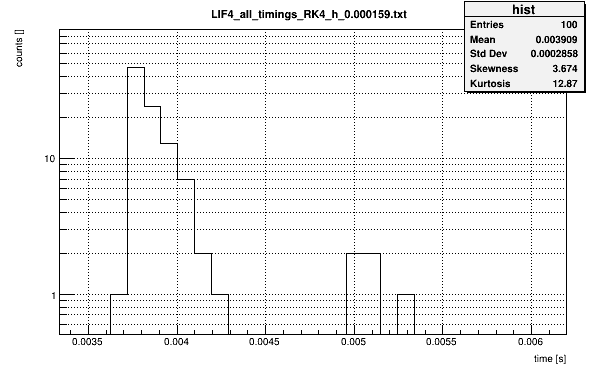 LIF4_all_timings_RK4_h_0.000159.txt
hist
Entries 100
Mean 0.003909
Std Dev 0.0002858
Skewness 3.674
Kurtosis 12.87
counts []
10
1
0.0035 0.004 0.0045 0.005 0.0055 0.006
time [s]